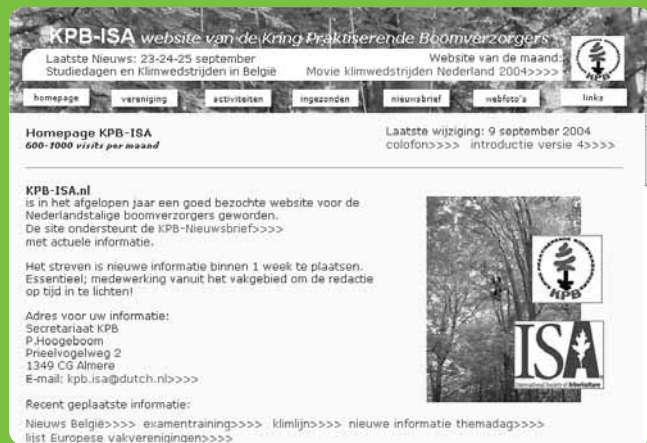 KPB-ISA website van de Kring Praktiserende Boomverzorgers
Laatste Nieuws: 23-24-25 september
Studiedagen en Klimwedstrijden in België
Website van de maand:
Movie klimwedstrijden Nederland 2004>>>>
KPB
homepage vereniging activiteiten ingezonden nieuwsbrief webfoto's links
Homepage KPB-ISA
600-1000 visits per maand
Laatste wijziging: 9 september 2004
colofon>>>> introductie versie 4>>>>
KPB-ISA.nl
is in het afgelopen jaar een goed bezochte website voor de
Nederlandstalige boomverzorgers geworden.
De site ondersteunt de KPB-Nieuwsbrief>>>>
met actuele informatie.
Het streven is nieuwe informatie binnen 1 week te plaatsen.
Essentieel; medewerking vanuit het vakgebied om de redactie
op tijd in te lichten!
Adres voor uw informatie:
Secretariaat KPB
P.Hoogeboom
Prieelvogelweg 2
1349 CG Almere
E-mail: kpb.isa@dutch.nl>>>>
Recent geplaatste informatie:
Nieuws België>>>> examentraining>>>> klimlijn>>>> nieuwe informatie themadag>>>>
lijst Europese vakverenigingen>>>>
KPB
ISA
International Society of Arboriculture